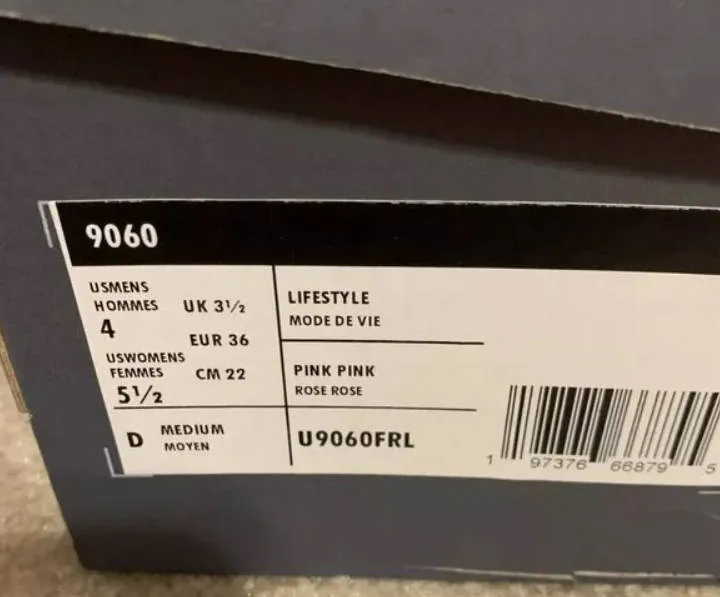 9060
USMENS
HOMMES
4
UK 3½
EUR 36
CM 22
USWOMENS
FEMMES
5½
D MEDIUM
MOYEN
LIFESTYLE
MODE DE VIE
PINK PINK
ROSE ROSE
U9060FRL
1 97376 66879 5